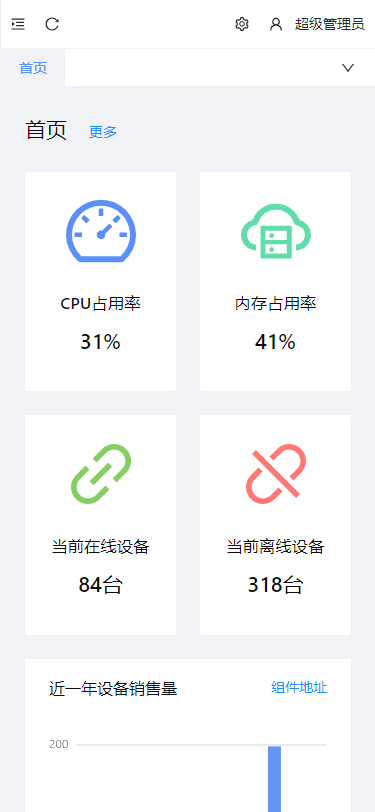 超级管理员
首页
首页 更多
CPU占用率 内存占用率
31% 41%
当前在线设备 当前离线设备
84台 318台
近一年设备销售量 组件地址
200